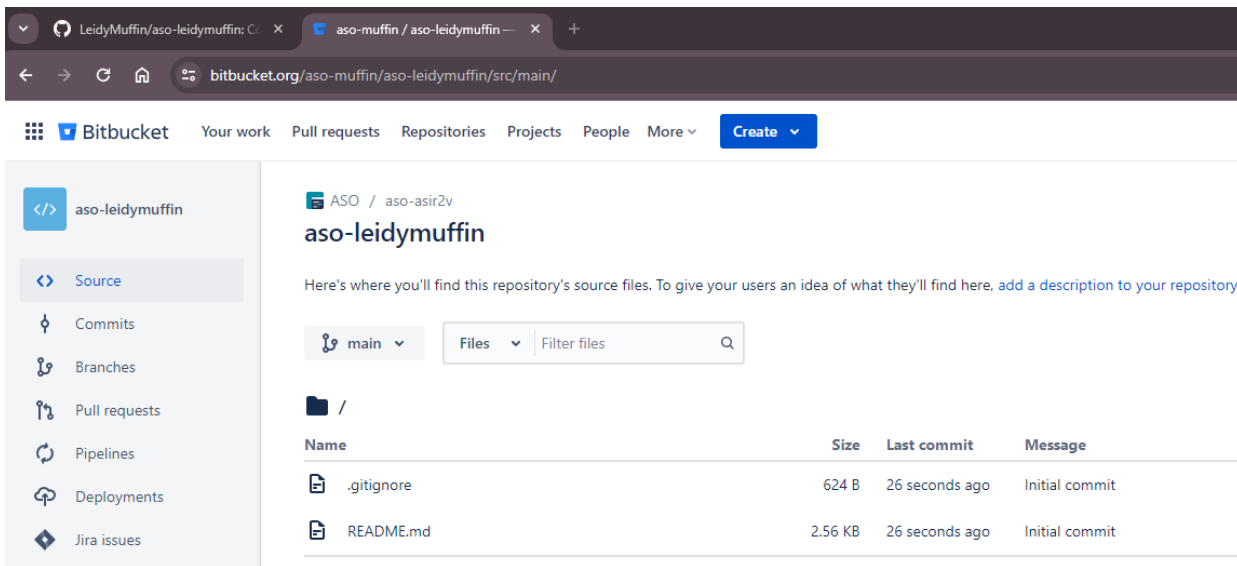 LeidyMuffin/aso-leidymuffin: Có
aso-muffin / aso-leidymuffin —
bitbucket.org/aso-muffin/aso-leidymuffin/src/main/
Bitbucket Your work Pull requests Repositories Projects People More Create
aso-leidymuffin
Source
Commits
Branches
Pull requests
Pipelines
Deployments
Jira issues
ASO / aso-asir2v
aso-leidymuffin
Here's where you'll find this repository's source files. To give your users an idea of what they'll find here, add a description to your repository
main Files Filter files
/
Name Size Last commit Message
.gitignore 624 B 26 seconds ago Initial commit
README.md 2.56 KB 26 seconds ago Initial commit